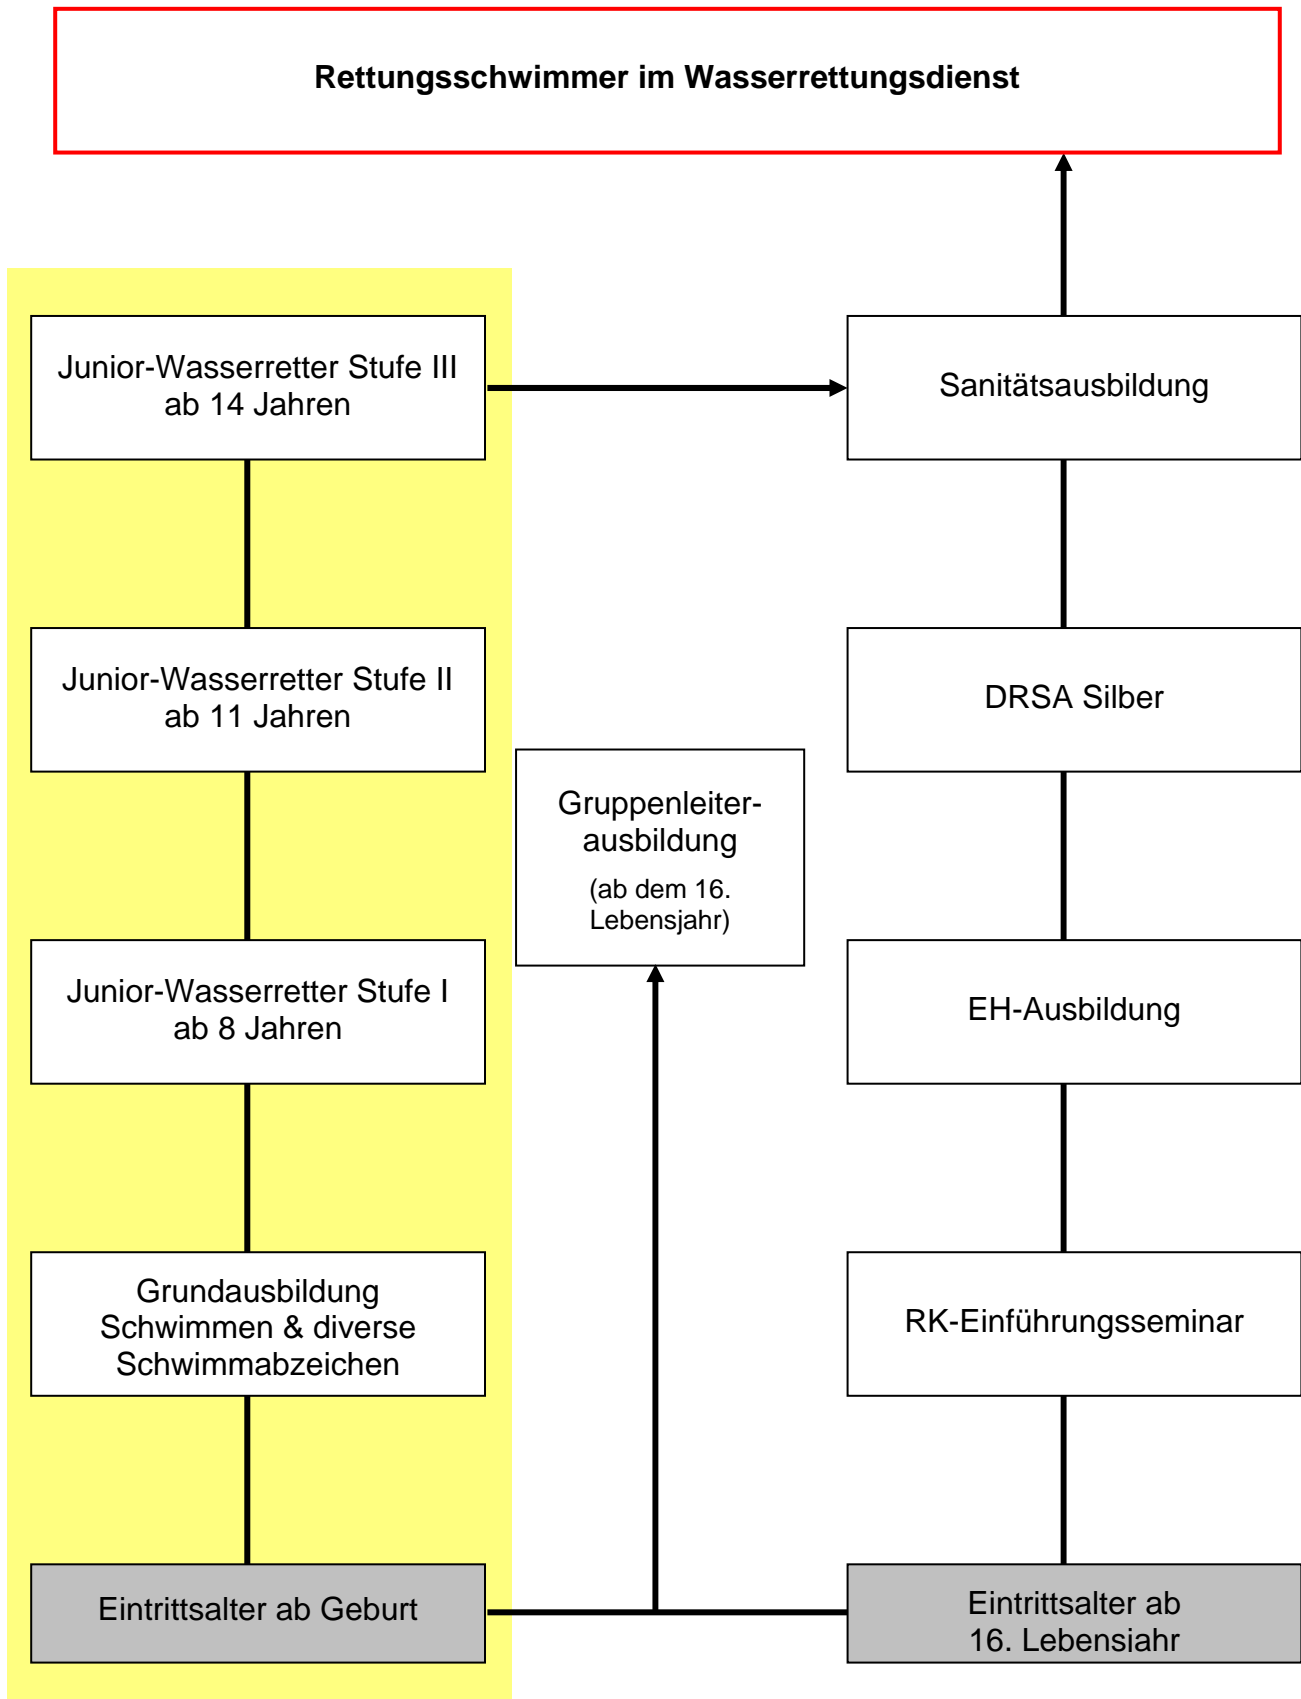 Rettungsschwimmer im Wasserrettungsdienst
Junior-Wasserretter Stufe III
ab 14 Jahren
Sanitätsausbildung
Junior-Wasserretter Stufe II
ab 11 Jahren
DRSA Silber
Gruppenleiter-
ausbildung
(ab dem 16.
Lebensjahr)
Junior-Wasserretter Stufe I
ab 8 Jahren
EH-Ausbildung
Grundausbildung
Schwimmen & diverse
Schwimmabzeichen
RK-Einführungsseminar
Eintrittsalter ab Geburt
Eintrittsalter ab
16. Lebensjahr